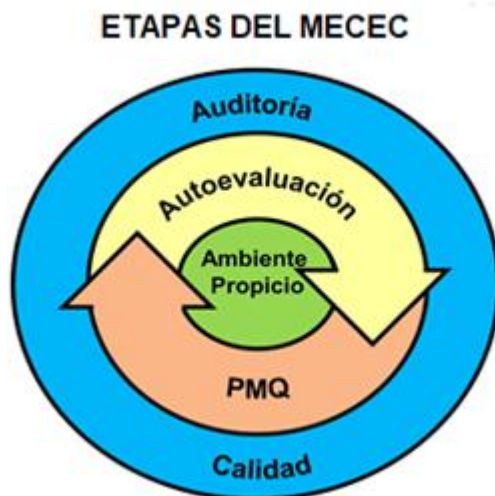 ETAPAS DEL MECEC
Auditoría
Autoevaluación
Ambiente
Propicio
PMQ
Calidad